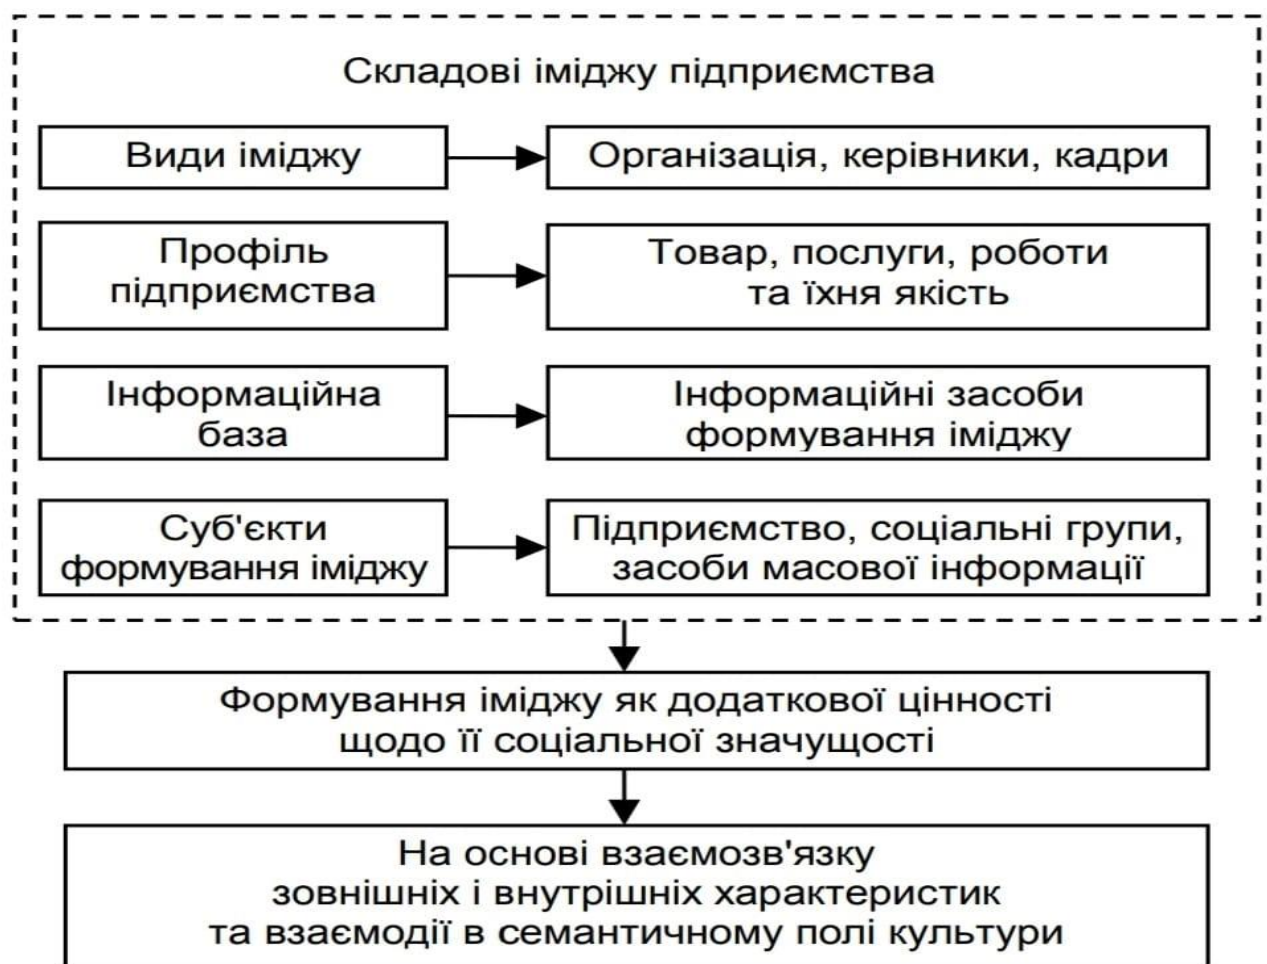 Складові іміджу підприємства
Види іміджу
Організація, керівники, кадри
Профіль
підприємства
Товар, послуги, роботи
та їхня якість
Інформаційна
база
Інформаційні засоби
формування іміджу
Суб'єкти
формування іміджу
Підприємство, соціальні групи,
засоби масової інформації
Формування іміджу як додаткової цінності
щодо її соціальної значущості
На основі взаємозв'язку
зовнішніх і внутрішніх характеристик
та взаємодії в семантичному полі культури